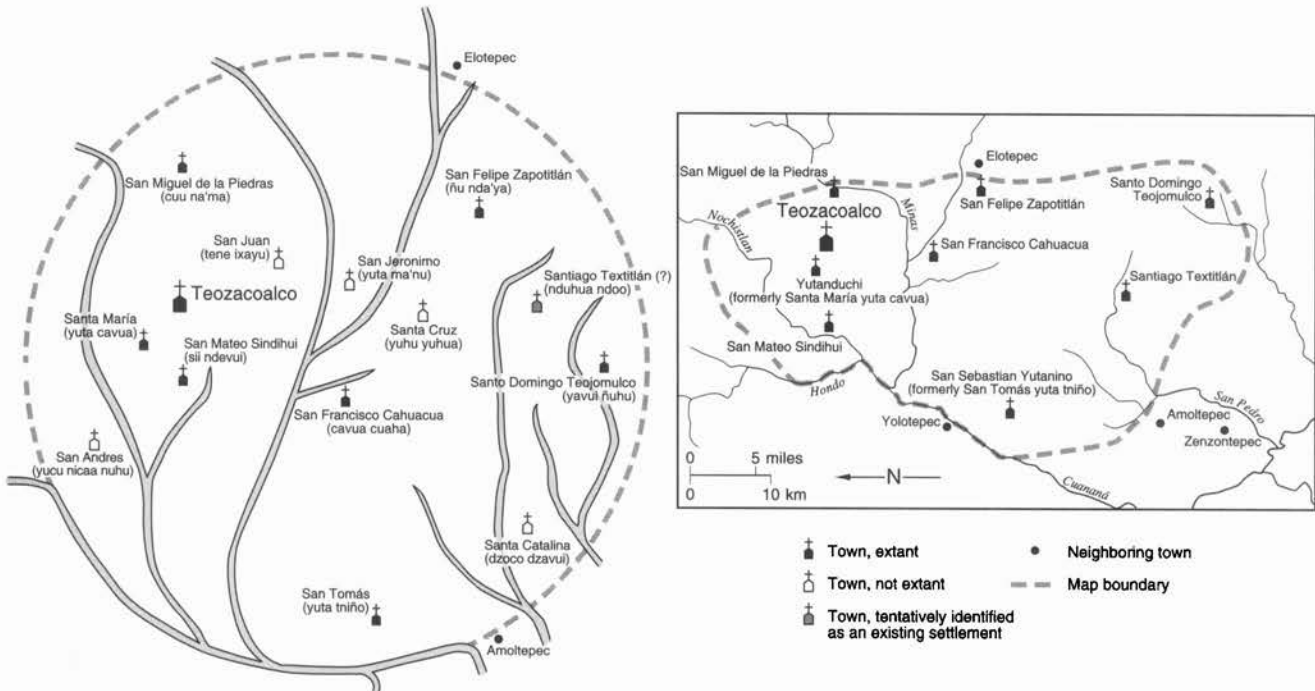 Elotepec
San Miguel de la Piedras
(cuu na'ma)
San Felipe Zapotitlán
(ñu nda'ya)
San Juan
(tene ixayu)
San Jeronimo
(yuta ma'nu)
Santiago Textitlán (?)
(nduhua ndoo)
Teozacoalco
Santa María
(yuta cavua)
Santa Cruz
(yuhu yuhua)
San Mateo Sindihui
(sii ndevui)
Santo Domingo Teojomulco
(yavul ñuhu)
San Francisco Cahuacua
(cavua cuaha)
San Andres
(yucu nicaa nuhu)
Santa Catalina
(dzoco dzavui)
San Tomás
(yuta tniño)
Amoltepec
Elotepec
San Miguel de la Piedras
San Felipe Zapotitlán
Santo Domingo
Teojomulco
Nochistlan
Teozacoalco
Minas
San Francisco Cahuacua
Yutanduchi
(formerly Santa María yuta cavua)
Santiago Textitlán
San Mateo Sindihui
Hondo
San Sebastian Yutanino
(formerly San Tomás yuta tniño)
San Pedro
Yolotepec
Amoltepec
Zenzontepec
0 5 miles
0 10 km
N
Cuananá
Town, extant
Town, not extant
Town, tentatively identified
as an existing settlement
Neighboring town
Map boundary